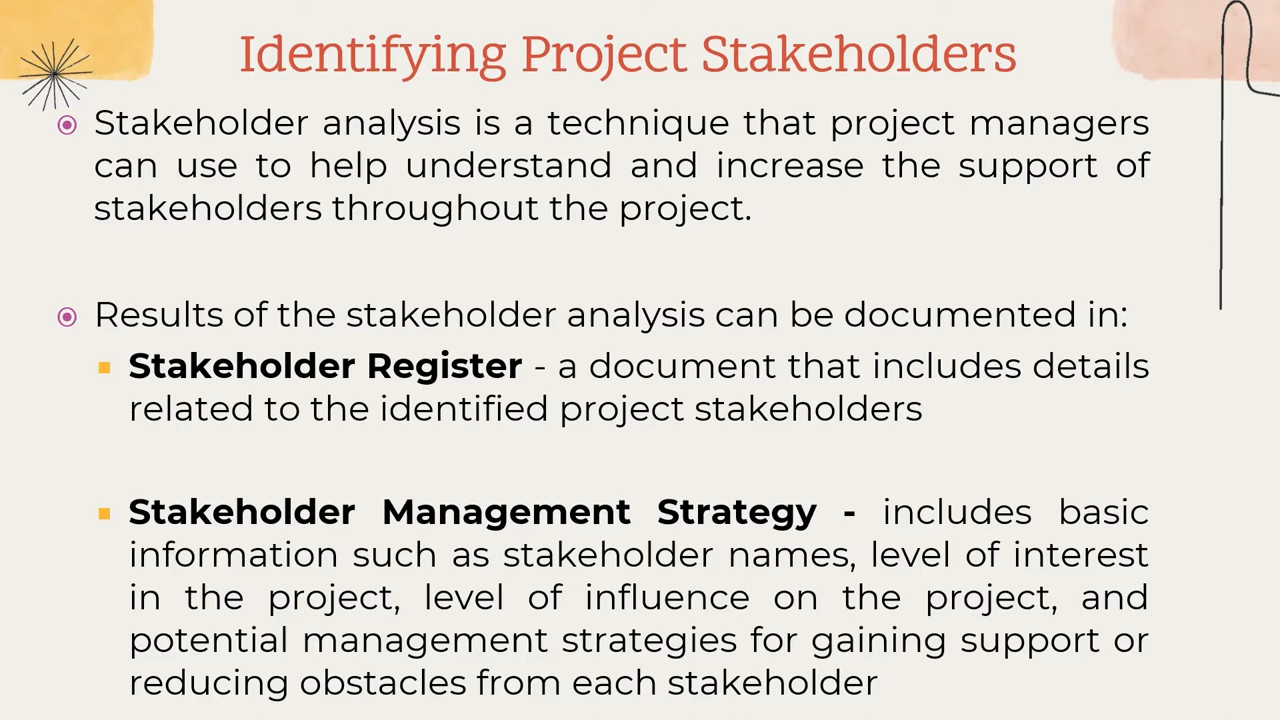 Identifying Project Stakeholders
Stakeholder analysis is a technique that project managers
can use to help understand and increase the support of
stakeholders throughout the project.
Results of the stakeholder analysis can be documented in:
Stakeholder Register - a document that includes details
related to the identified project stakeholders
Stakeholder Management Strategy - includes basic
information such as stakeholder names, level of interest
in the project, level of influence on the project, and
potential management strategies for gaining support or
reducing obstacles from each stakeholder